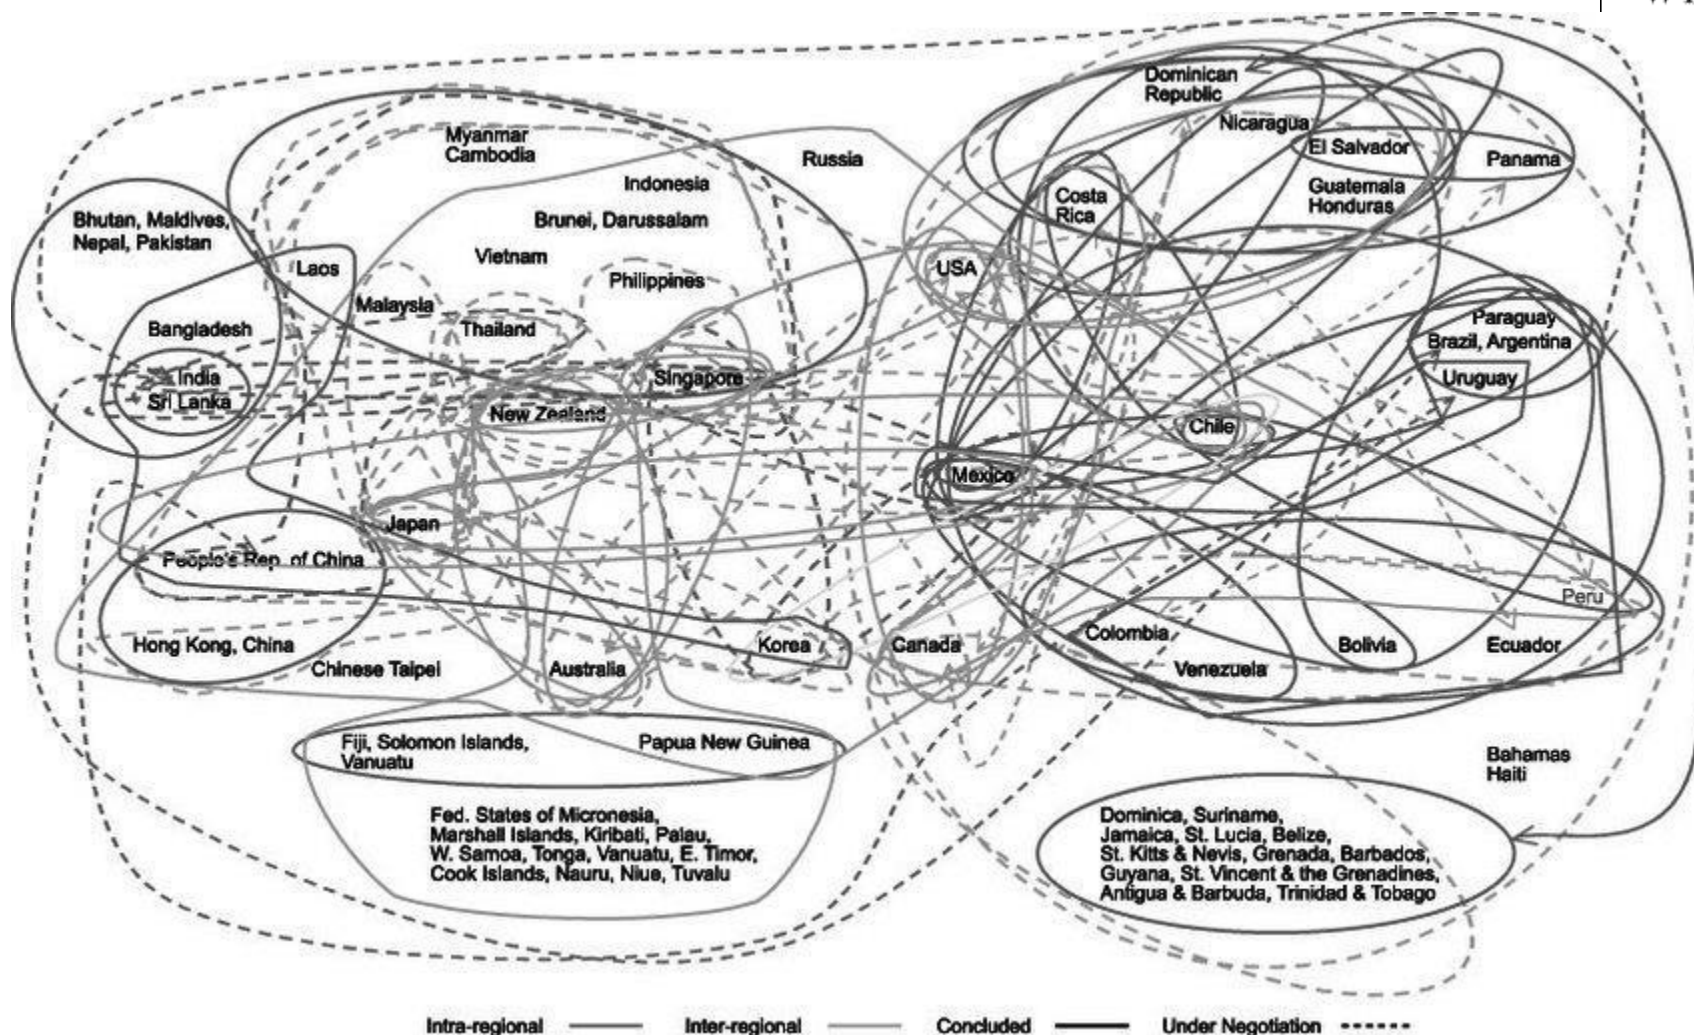 Dominican
Republic
Nicaragua
El Salvador
Panama
Guatemala
Honduras
Costa
Rica
Myanmar
Cambodia
Russia
Indonesia
Brunei, Darussalam
Vietnam
Philippines
Bhutan, Maldives,
Nepal, Pakistan
Laos
Malaysia
Thailand
Bangladesh
India
Sri Lanka
Singapore
New Zealand
USA
Paraguay
Brazil, Argentina
Uruguay
Chile
Mexico
Japan
People's Rep. of China
Hong Kong, China
Chinese Taipei
Australia
Korea
Canada
Colombia
Venezuela
Bolivia
Ecuador
Peru
Fiji, Solomon Islands,
Vanuatu
Papua New Guinea
Fed. States of Micronesia,
Marshall Islands, Kiribati, Palau,
W. Samoa, Tonga, Vanuatu, E. Timor,
Cook Islands, Nauru, Niue, Tuvalu
Bahamas
Haiti
Dominica, Suriname,
Jamaica, St. Lucia, Belize,
St. Kitts & Nevis, Grenada, Barbados,
Guyana, St. Vincent & the Grenadines,
Antigua & Barbuda, Trinidad & Tobago
Intra-regional
Inter-regional
Concluded
Under Negotiation